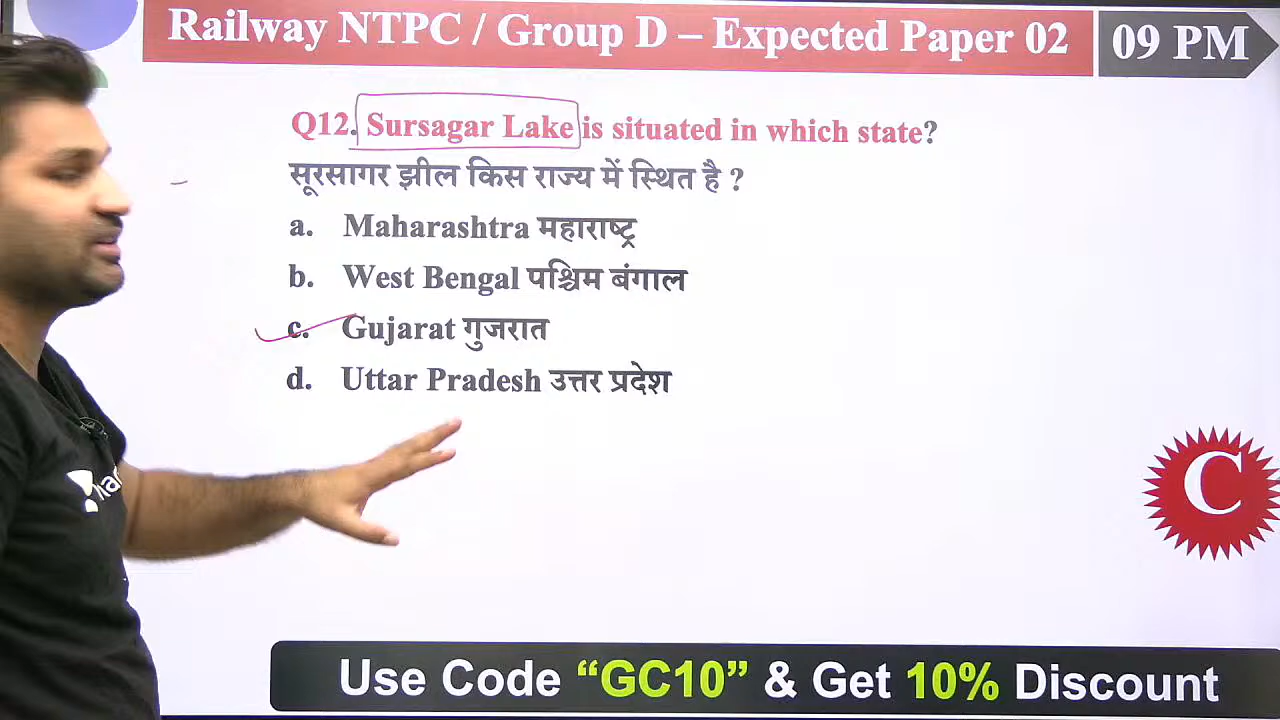 Railway NTPC / Group D – Expected Paper 02
09 PM
Q12. Sursagar Lake is situated in which state?
सूरसागर झील किस राज्य में स्थित है ?
a. Maharashtra महाराष्ट्र
b. West Bengal पश्चिम बंगाल
c. Gujarat गुजरात
d. Uttar Pradesh उत्तर प्रदेश
C
Use Code “GC10” & Get 10% Discount